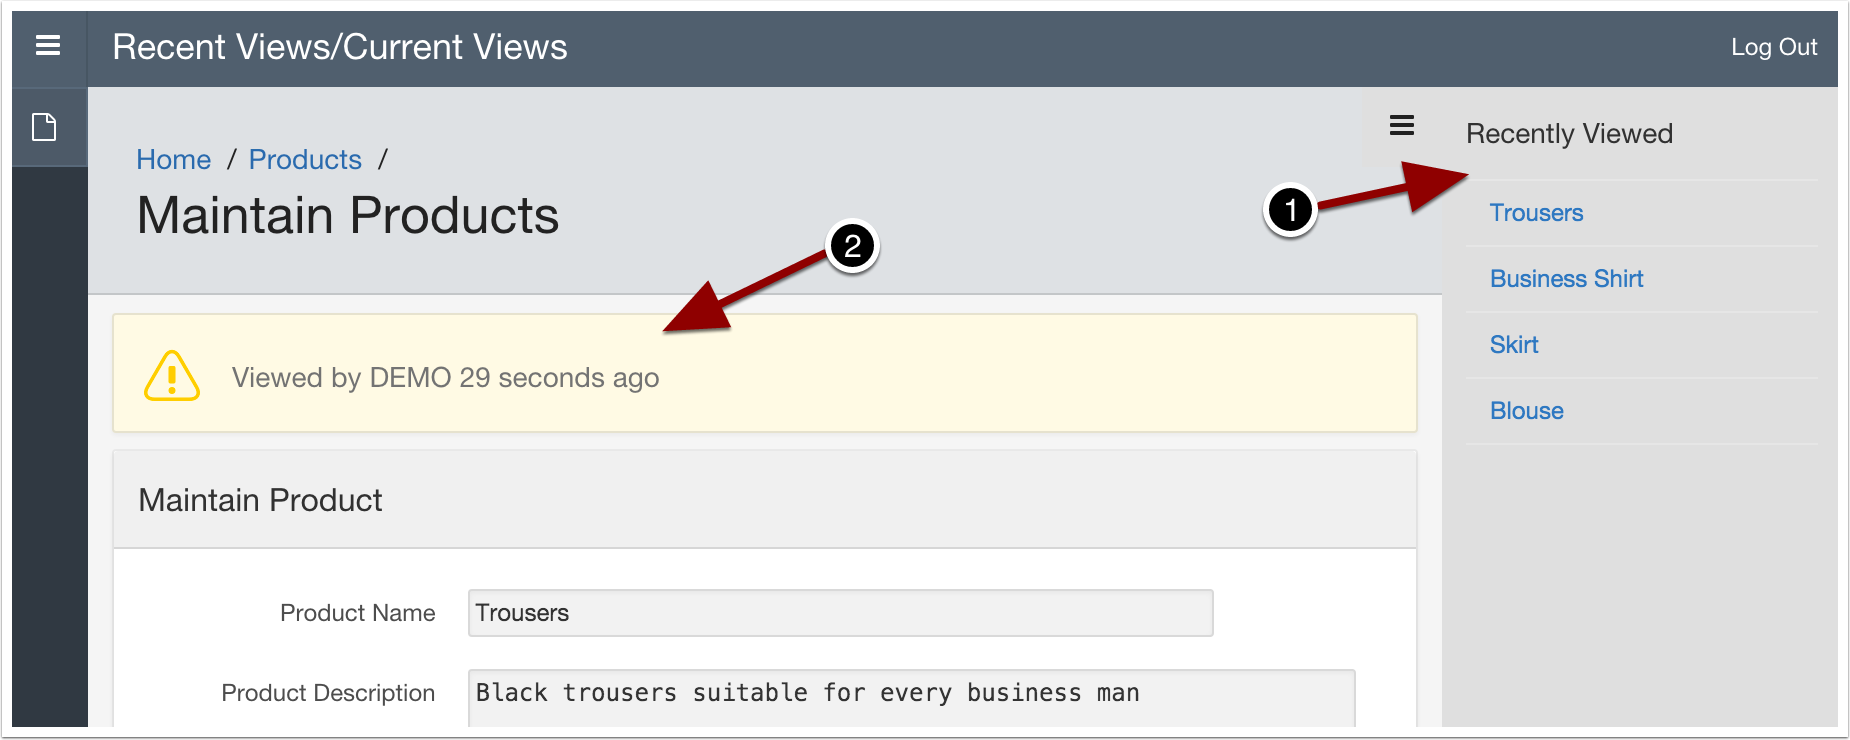 Recent Views/Current Views
Log Out
Home / Products /
Maintain Products
Recently Viewed
1
Trousers
2
Business Shirt
Skirt
Blouse
Viewed by DEMO 29 seconds ago
Maintain Product
Product Name Trousers
Product Description Black trousers suitable for every business man